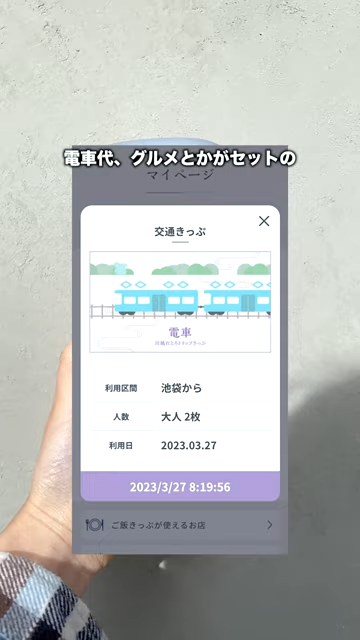 電車代、グルメとかがセットの
マイページ
交通きっぷ
電車
利用区間 池袋から
人数 大人 2枚
利用日 2023.03.27
2023/3/27 8:19:56
ご飯きっぷが使えるお店